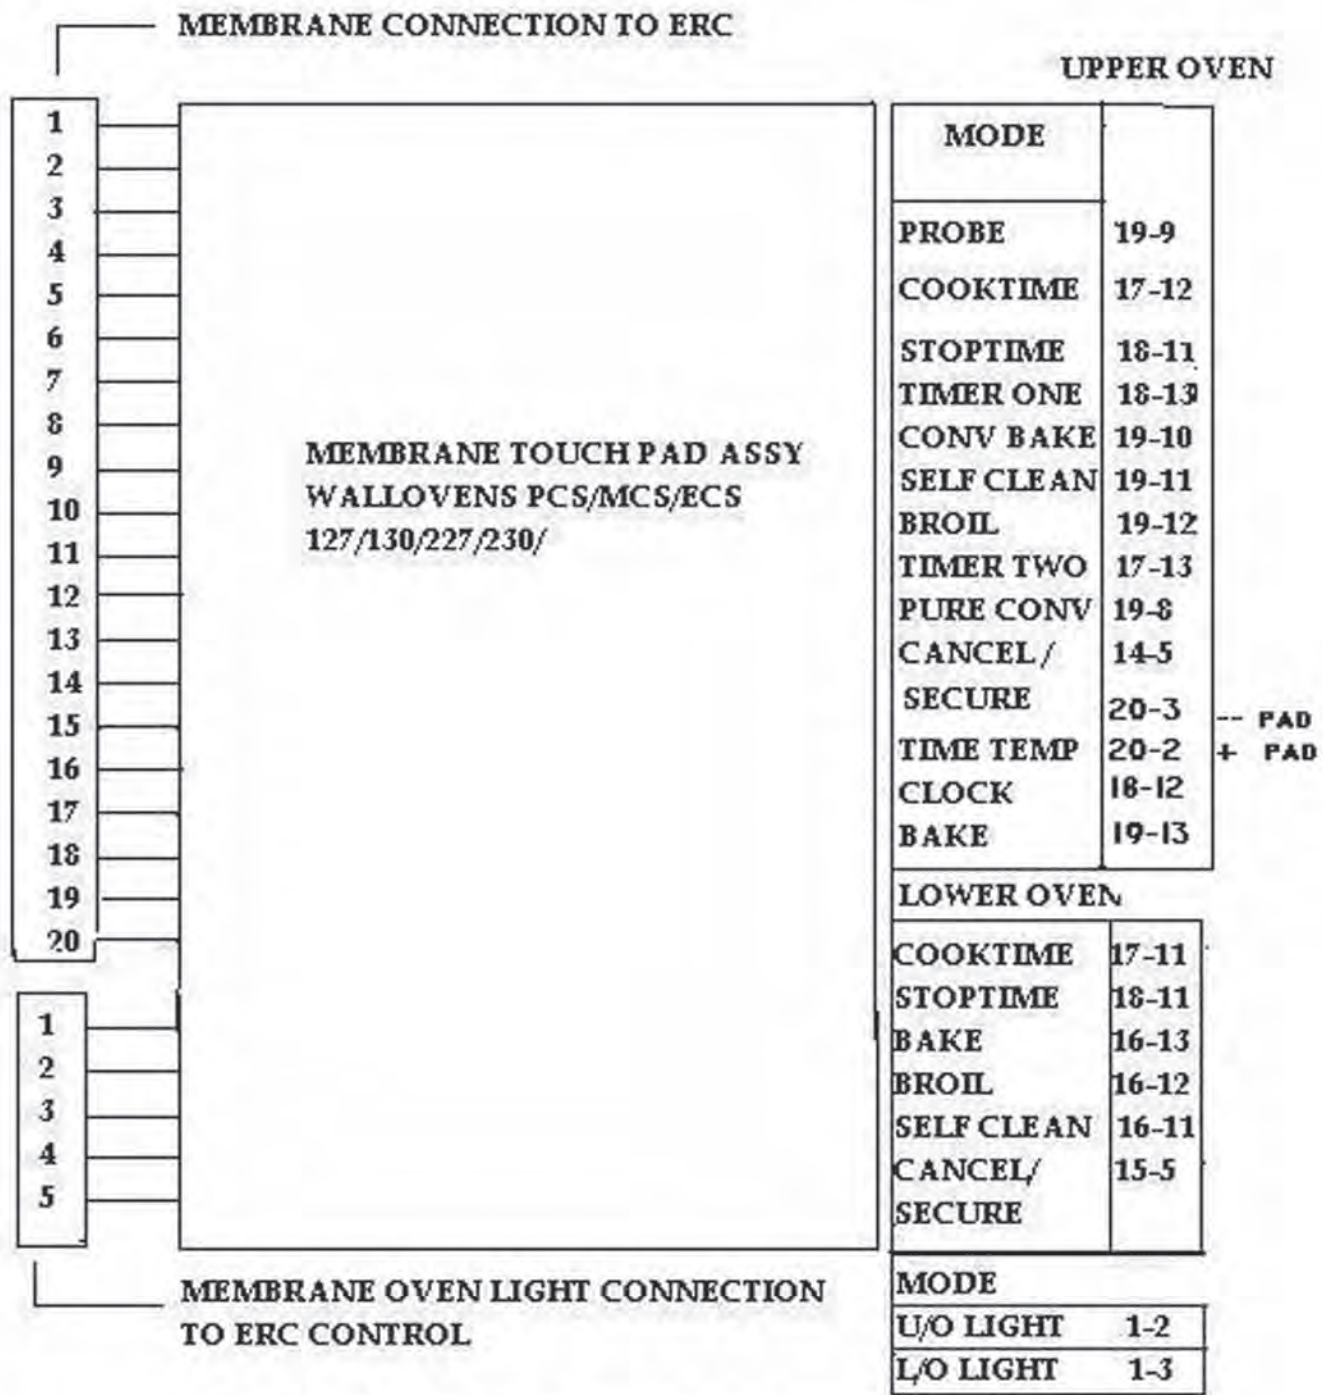 MEMBRANE CONNECTION TO ERC
UPPER OVEN
1
2
3
4
5
6
7
8
9
10
11
12
13
14
15
16
17
18
19
20
1
2
3
4
5
MEMBRANE TOUCH PAD ASSY
WALLOVENS PCS/MCS/ECS
127/130/227/230/
MEMBRANE OVEN LIGHT CONNECTION
TO ERC CONTROL
MODE
PROBE 19-9
COOKTIME 17-12
STOPTIME 18-11
TIMER ONE 18-13
CONV BAKE 19-10
SELF CLEAN 19-11
BROIL 19-12
TIMER TWO 17-13
PURE CONV 19-8
CANCEL/ 14-5
SECURE 20-3 -- PAD
TIME TEMP 20-2 + PAD
CLOCK 18-12
BAKE 19-13
LOWER OVEN
COOKTIME 17-11
STOPTIME 18-11
BAKE 16-13
BROIL 16-12
SELF CLEAN 16-11
CANCEL/ 15-5
SECURE
MODE
U/O LIGHT 1-2
L/O LIGHT 1-3